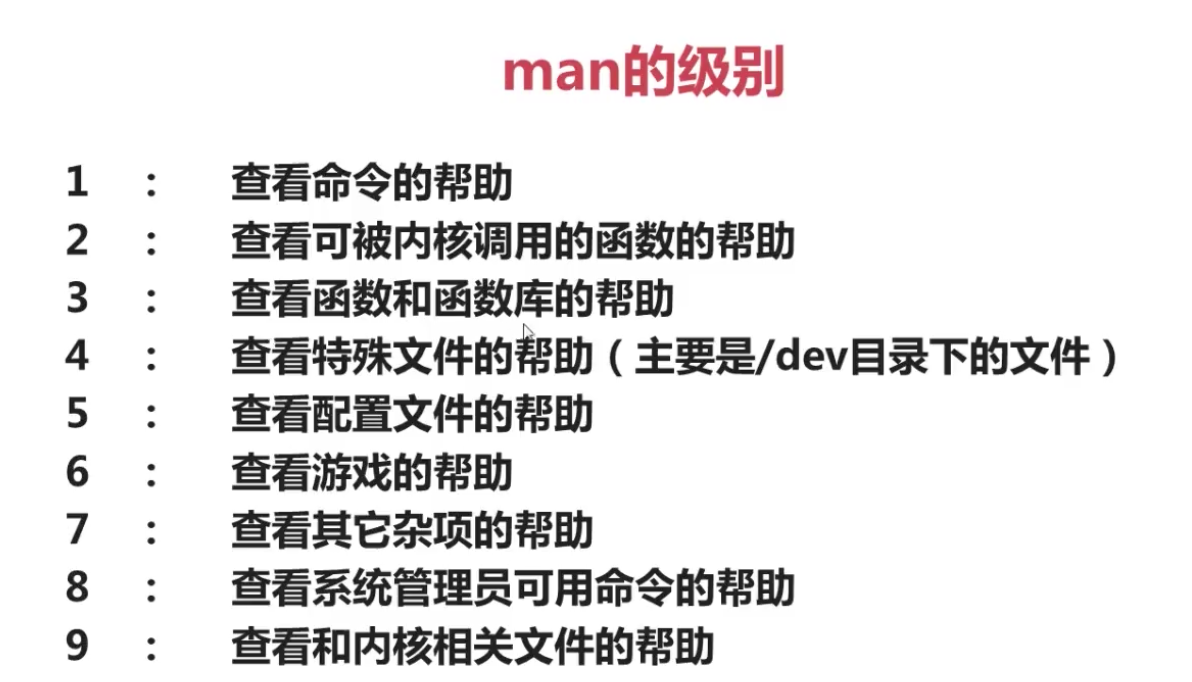 man的级别
1 : 查看命令的帮助
2 : 查看可被内核调用的函数的帮助
3 : 查看函数和函数库的帮助
4 : 查看特殊文件的帮助（主要是/dev目录下的文件）
5 : 查看配置文件的帮助
6 : 查看游戏的帮助
7 : 查看其它杂项的帮助
8 : 查看系统管理员可用命令的帮助
9 : 查看和内核相关文件的帮助